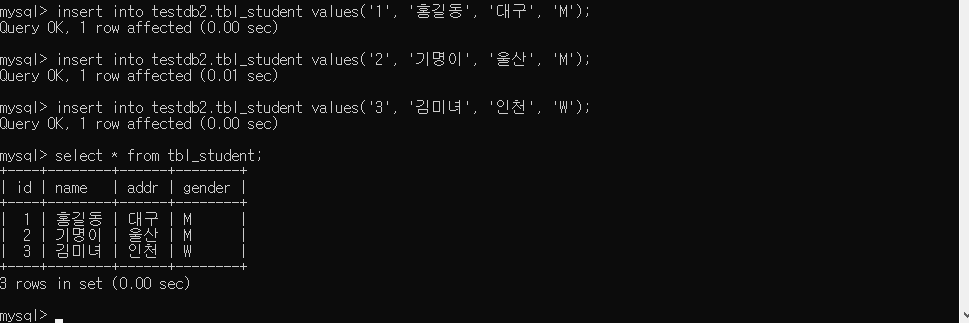 mysql> insert into testdb2.tbl_student values('1', '홍길동', '대구', 'M');
Query OK, 1 row affected (0.00 sec)
mysql> insert into testdb2.tbl_student values('2', '기명이', '울산', 'M');
Query OK, 1 row affected (0.01 sec)
mysql> insert into testdb2.tbl_student values('3', '김미녀', '인천', 'W');
Query OK, 1 row affected (0.00 sec)
mysql> select * from tbl_student;
+----+--------+------+--------+
| id | name   | addr | gender |
+----+--------+------+--------+
|  1 | 홍길동 | 대구 | M      |
|  2 | 기명이 | 울산 | M      |
|  3 | 김미녀 | 인천 | W      |
+----+--------+------+--------+
3 rows in set (0.00 sec)
mysql>